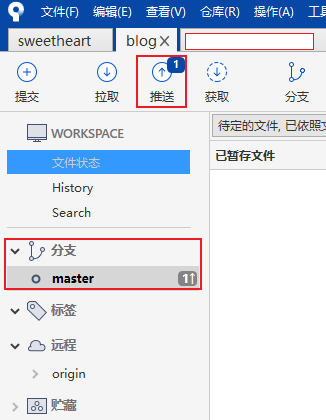 文件(F) 编辑(E) 查看(V) 仓库(R) 操作(A)
sweetheart blog
1
提交 拉取 推送 获取 分支
WORKSPACE
文件状态
History
Search
分支
master 1↑
标签
远程
origin
贮藏
待定的文件, 已依照文
已暂存文件